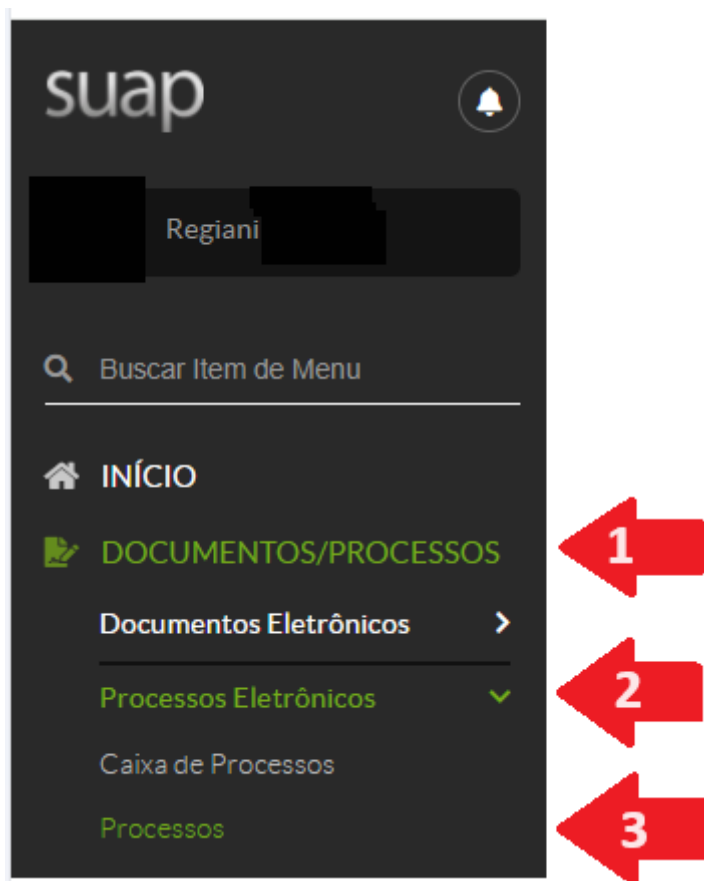 suap
Regiani
Buscar Item de Menu
INÍCIO
DOCUMENTOS/PROCESSOS
1
Documentos Eletrônicos
Processos Eletrônicos
2
Caixa de Processos
Processos
3